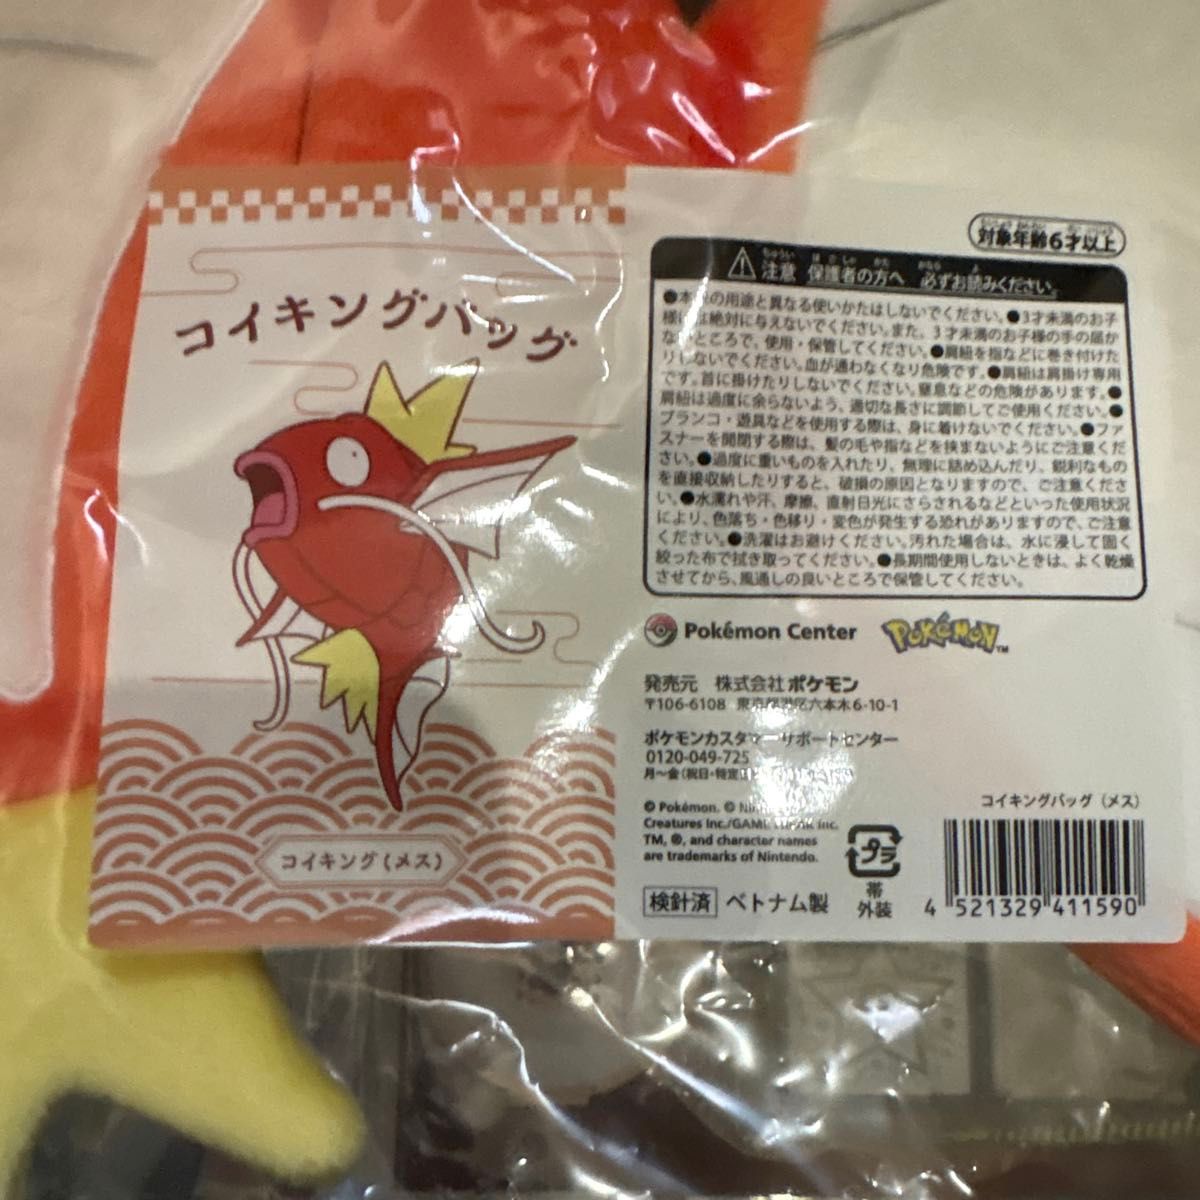 コイキングバッグ
コイキング(メス)
対象年齢6才以上
注意 保護者の方へ 必ずお読みください。
の用途と異なる使いかたはしないでください。●3才未満のお子
様には絶対に与えないでください。また、3才未満のお子様の手の届か
ないところで、使用・保管してください。●肩紐を指などに巻き付けた
りしないでください。血が通わなくなり危険です。●肩紐は肩掛け専用
です。首に掛けたりしないでください。窒息などの危険があります。●
肩紐は過度に余らないよう、適切な長さに調節してご使用ください。●
ブランコ・遊具などを使用する際は、身に着けないでください。●ファ
スナーを開閉する際は、髪の毛や指などを挟まないようにご注意くだ
さい。●過度に重いものを入れたり、無理に詰め込んだり、鋭利なもの
を直接収納したりすると、破損の原因となりますので、ご注意くださ
い。●水濡れや汗、摩擦、直射日光にさらされるなどといった使用状況
により、色落ち・色移り・変色が発生する恐れがありますので、ご注意
ください。●洗濯はお避けください。汚れた場合は、水に浸して固く
絞った布で拭き取ってください。●長期間使用しないときは、よく乾燥
させてから、風通しの良いところで保管してください。
Pokémon Center POKéMON™
発売元 株式会社ポケモン
〒106-6108 東京都港区六本木6-10-1
ポケモンカスタマーサポートセンター
0120-049-725
月〜金(祝日・特定
© Pokémon. ©
Creatures Inc./GAME FREAK inc.
TM, ®, and character names
are trademarks of Nintendo.
検針済 ベトナム製
プラ
帯
外装
コイキングバッグ(メス)
4 521329 411590